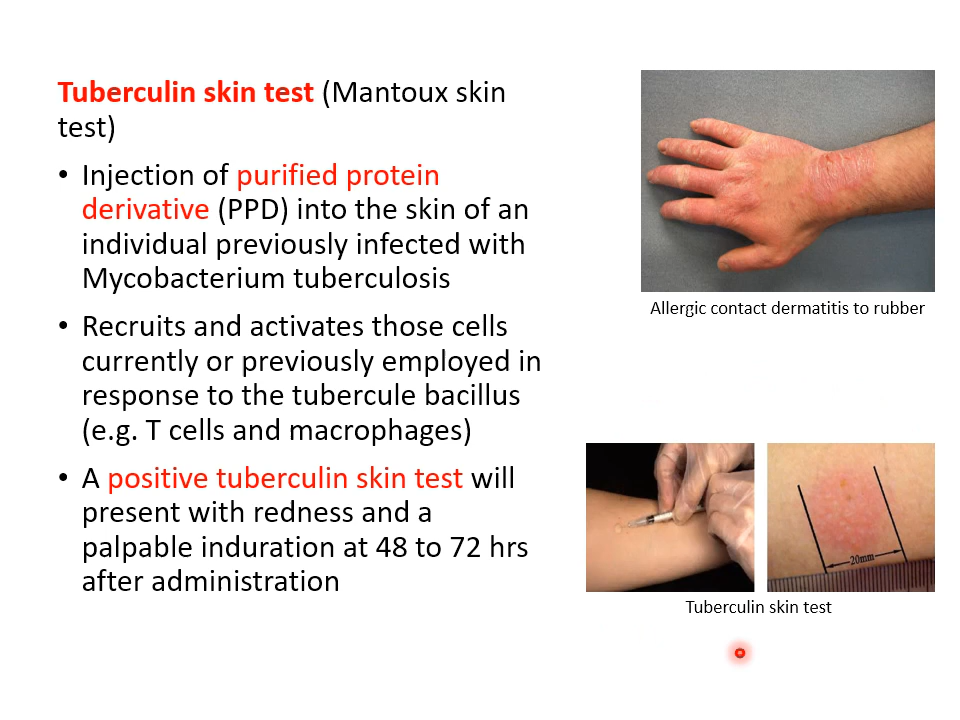 Tuberculin skin test (Mantoux skin
test)
• Injection of purified protein
derivative (PPD) into the skin of an
individual previously infected with
Mycobacterium tuberculosis
• Recruits and activates those cells
currently or previously employed in
response to the tubercule bacillus
(e.g. T cells and macrophages)
• A positive tuberculin skin test will
present with redness and a
palpable induration at 48 to 72 hrs
after administration
Allergic contact dermatitis to rubber
20mm
Tuberculin skin test